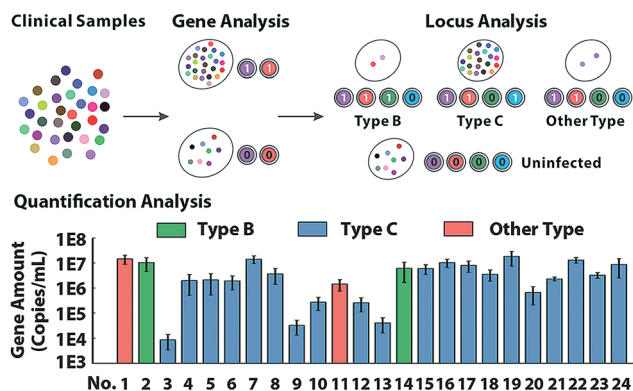 Clinical Samples
Gene Analysis
Locus Analysis
1 1
1 1 1 0
1 1 0 1
1 1 0 0
Type B
Type C
Other Type
0 0
0 0 0 0
Uninfected
Quantification Analysis
Type B
Type C
Other Type
Gene Amount
(Copies/mL)
1E8
1E7
1E6
1E5
1E4
1E3
No. 1 2 3 4 5 6 7 8 9 10 11 12 13 14 15 16 17 18 19 20 21 22 23 24